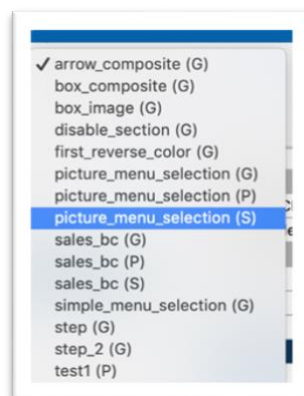 ✓ arrow_composite (G)
box_composite (G)
box_image (G)
disable_section (G)
first_reverse_color (G)
picture_menu_selection (G)
picture_menu_selection (P)
picture_menu_selection (S)
sales_bc (G)
sales_bc (P)
sales_bc (S)
simple_menu_selection (G)
step (G)
step_2 (G)
test1 (P)